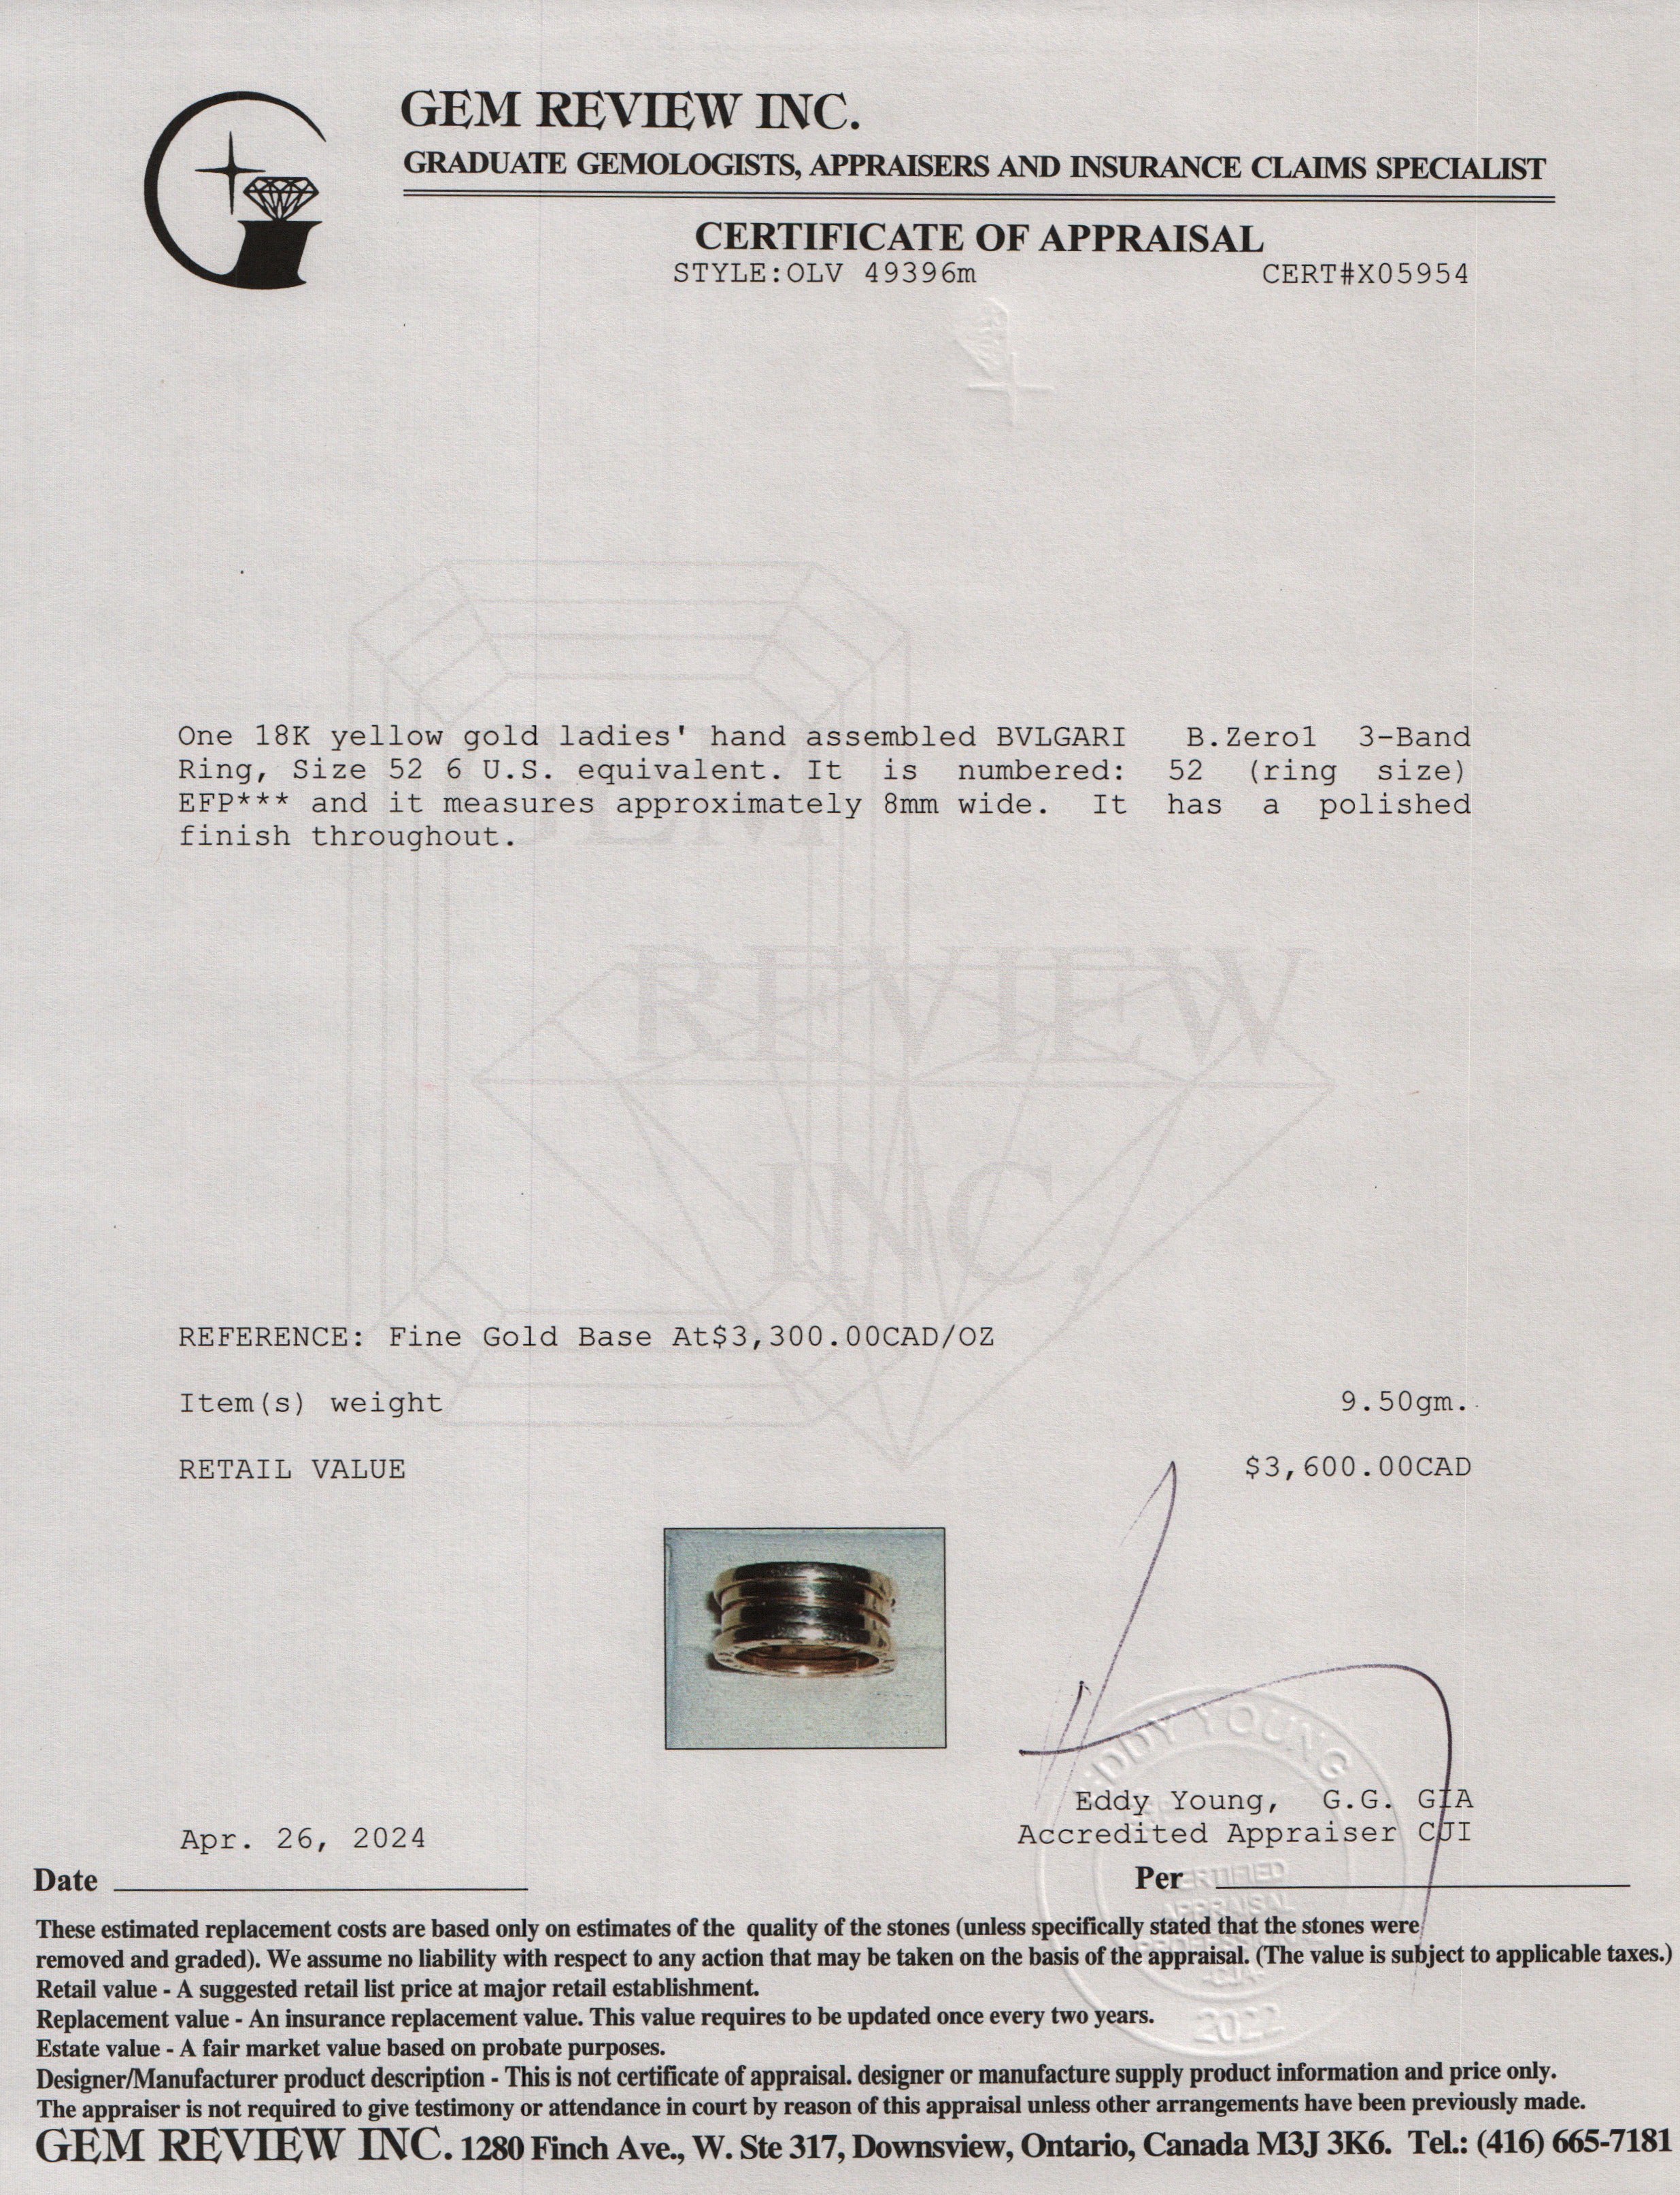 GEM REVIEW INC.
GRADUATE GEMOLOGISTS, APPRAISERS AND INSURANCE CLAIMS SPECIALIST
CERTIFICATE OF APPRAISAL
STYLE:OLV 49396m CERT#X05954
One 18K yellow gold ladies' hand assembled BVLGARI B.Zero1 3-Band
Ring, Size 52 6 U.S. equivalent. It is numbered: 52 (ring size)
EFP*** and it measures approximately 8mm wide. It has a polished
finish throughout.
GEM
REVIEW
INC.
REFERENCE: Fine Gold Base At$3,300.00CAD/OZ
Item(s) weight 9.50gm.
RETAIL VALUE $3,600.00CAD
EDDY YOUNG
Eddy Young, G.G. GIA
Accredited Appraiser CJI
Apr. 26, 2024
Date
Per
CERTIFIED
APPRAISAL
PROFESSIONAL
2022
These estimated replacement costs are based only on estimates of the quality of the stones (unless specifically stated that the stones were
removed and graded). We assume no liability with respect to any action that may be taken on the basis of the appraisal. (The value is subject to applicable taxes.)
Retail value - A suggested retail list price at major retail establishment.
Replacement value - An insurance replacement value. This value requires to be updated once every two years.
Estate value - A fair market value based on probate purposes.
Designer/Manufacturer product description - This is not certificate of appraisal. designer or manufacture supply product information and price only.
The appraiser is not required to give testimony or attendance in court by reason of this appraisal unless other arrangements have been previously made.
GEM REVIEW INC. 1280 Finch Ave., W. Ste 317, Downsview, Ontario, Canada M3J 3K6. Tel.: (416) 665-7181